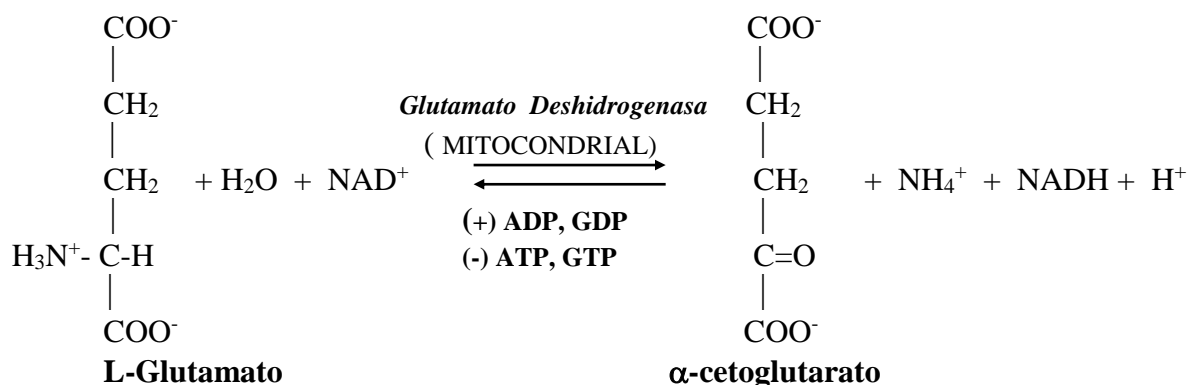 COO⁻ COO⁻
CH₂ Glutamato Deshidrogenasa CH₂
( MITOCONDRIAL)
CH₂ + H₂O + NAD⁺ CH₂ + NH₄⁺ + NADH + H⁺
(+) ADP, GDP
H₃N⁺- C-H (-) ATP, GTP C=O
COO⁻ COO⁻
L-Glutamato α-cetoglutarato